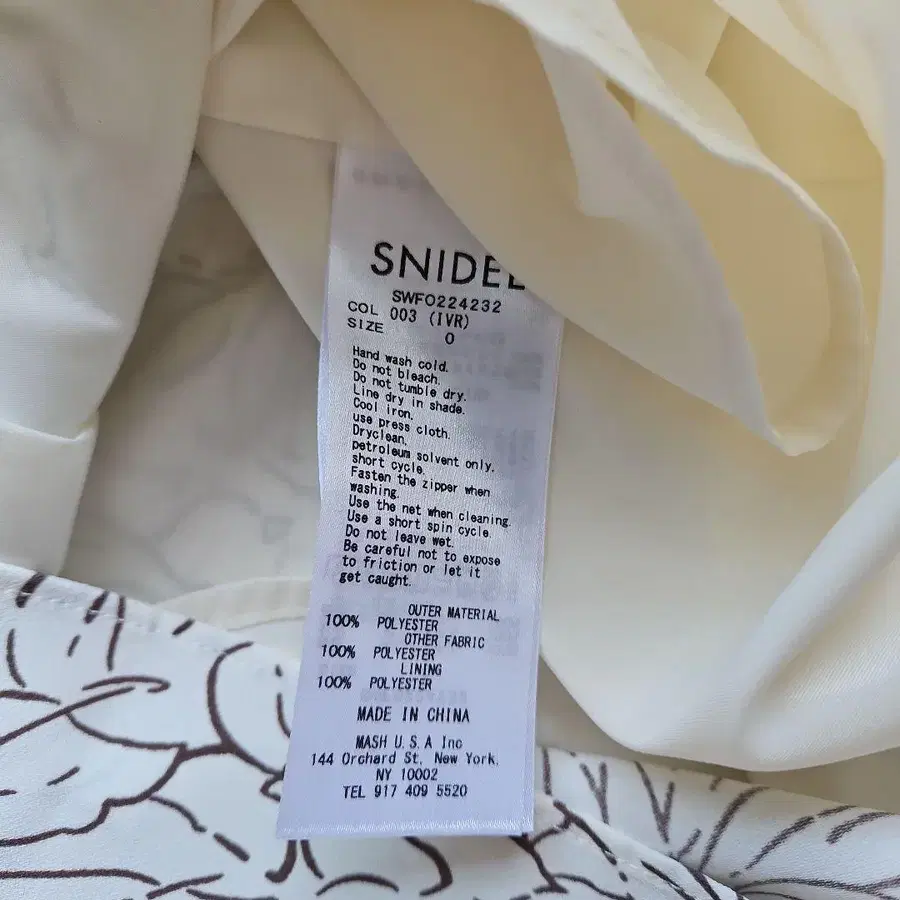 SNIDEL
SWFO224232
COL 003 (IVR)
SIZE 0
Hand wash cold.
Do not bleach.
Do not tumble dry.
Line dry in shade.
Cool iron.
use press cloth.
Dryclean.
petroleum solvent only.
short cycle.
Fasten the zipper when
washing.
Use the net when cleaning.
Use a short spin cycle.
Do not leave wet.
Be careful not to expose
to friction or let it
get caught.
OUTER MATERIAL
100% POLYESTER
OTHER FABRIC
100% POLYESTER
LINING
100% POLYESTER
MADE IN CHINA
MASH U.S.A Inc
144 Orchard St, New York,
NY 10002
TEL 917 409 5520